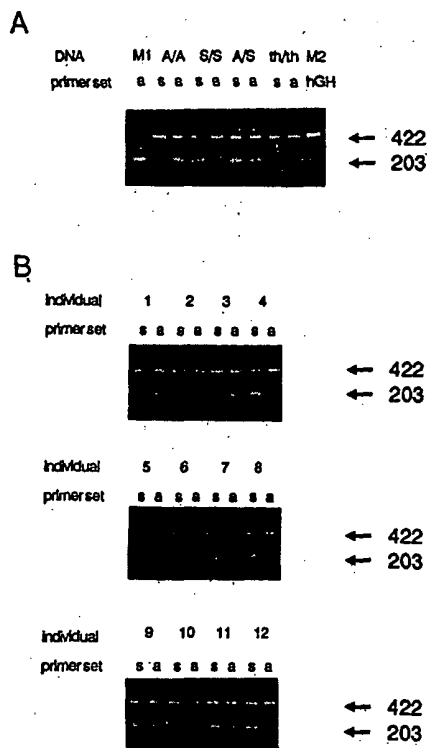 A
DNA M1 A/A S/S A/S th/th M2
primer set a s a s a s a s a hGH
422
203
B
individual 1 2 3 4
primer set s a s a s a s a
422
203
individual 5 6 7 8
primer set s a s a s a s a
422
203
individual 9 10 11 12
primer set s a s a s a s a
422
203